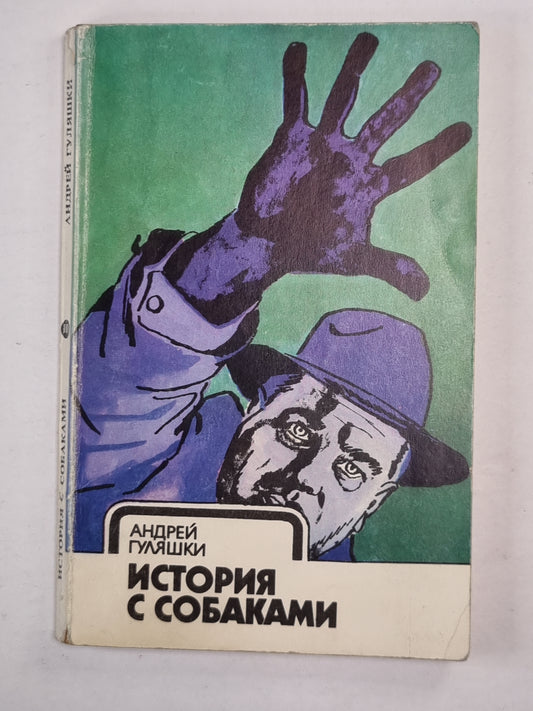 АНДРЕЙ ГУЛЯШКИ
ИСТОРИЯ С СОБАКАМИ
АНДРЕЙ
ГУЛЯШКИ
ИСТОРИЯ
С СОБАКАМИ